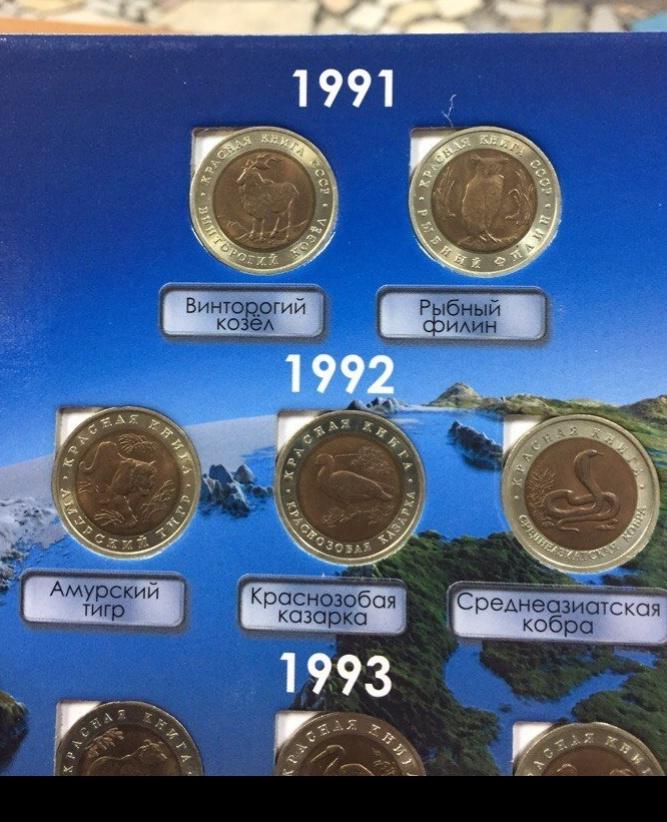 1991
КРАСНАЯ КНИГА СССР
ВИНТОРОГИЙ КОЗЁЛ
КРАСНАЯ КНИГА СССР
РЫБНЫЙ ФИЛИН
Винторогий
козёл
Рыбный
филин
1992
КРАСНАЯ КНИГА
АМУРСКИЙ ТИГР
КРАСНАЯ КНИГА
КРАСНОЗОБАЯ КАЗАРКА
КРАСНАЯ КНИГА
СРЕДНЕАЗИАТСКАЯ КОБРА
Амурский
тигр
Краснозобая
казарка
Среднеазиатская
кобра
1993
КРАСНАЯ КНИГА
КРАСНАЯ КНИГА
КРАСНАЯ